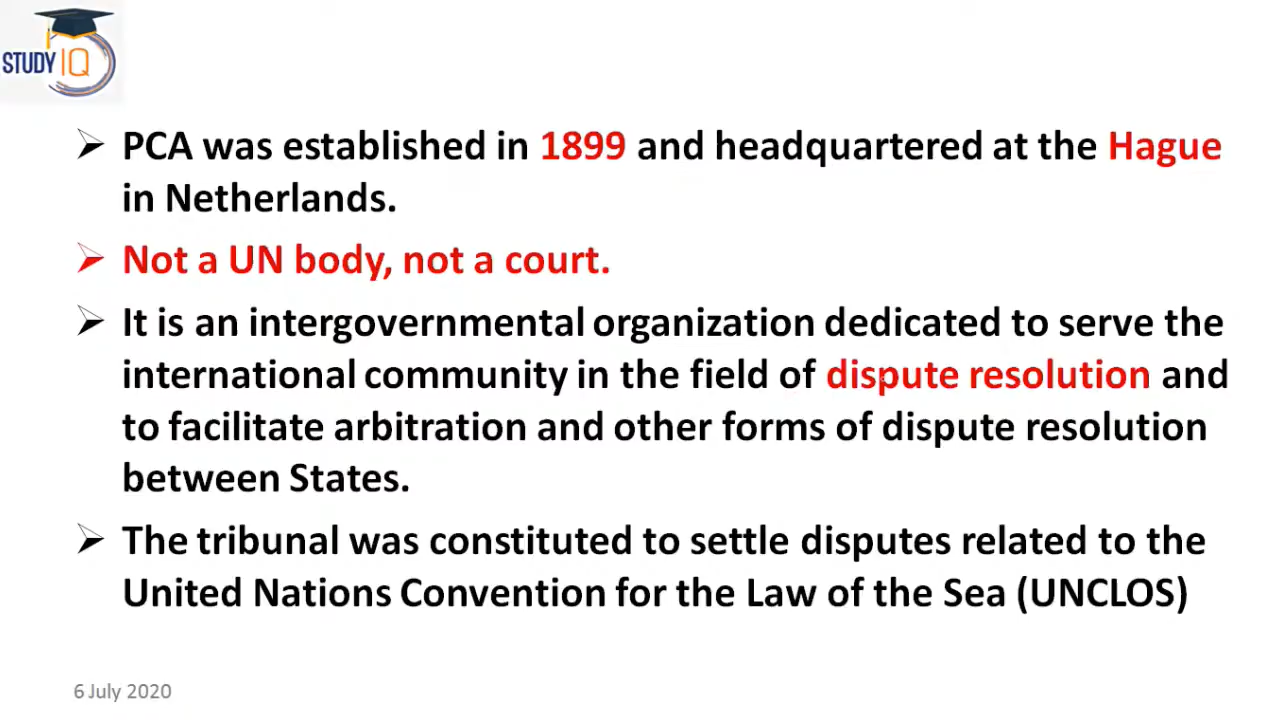 STUDY IQ
PCA was established in 1899 and headquartered at the Hague
in Netherlands.
Not a UN body, not a court.
It is an intergovernmental organization dedicated to serve the
international community in the field of dispute resolution and
to facilitate arbitration and other forms of dispute resolution
between States.
The tribunal was constituted to settle disputes related to the
United Nations Convention for the Law of the Sea (UNCLOS)
6 July 2020